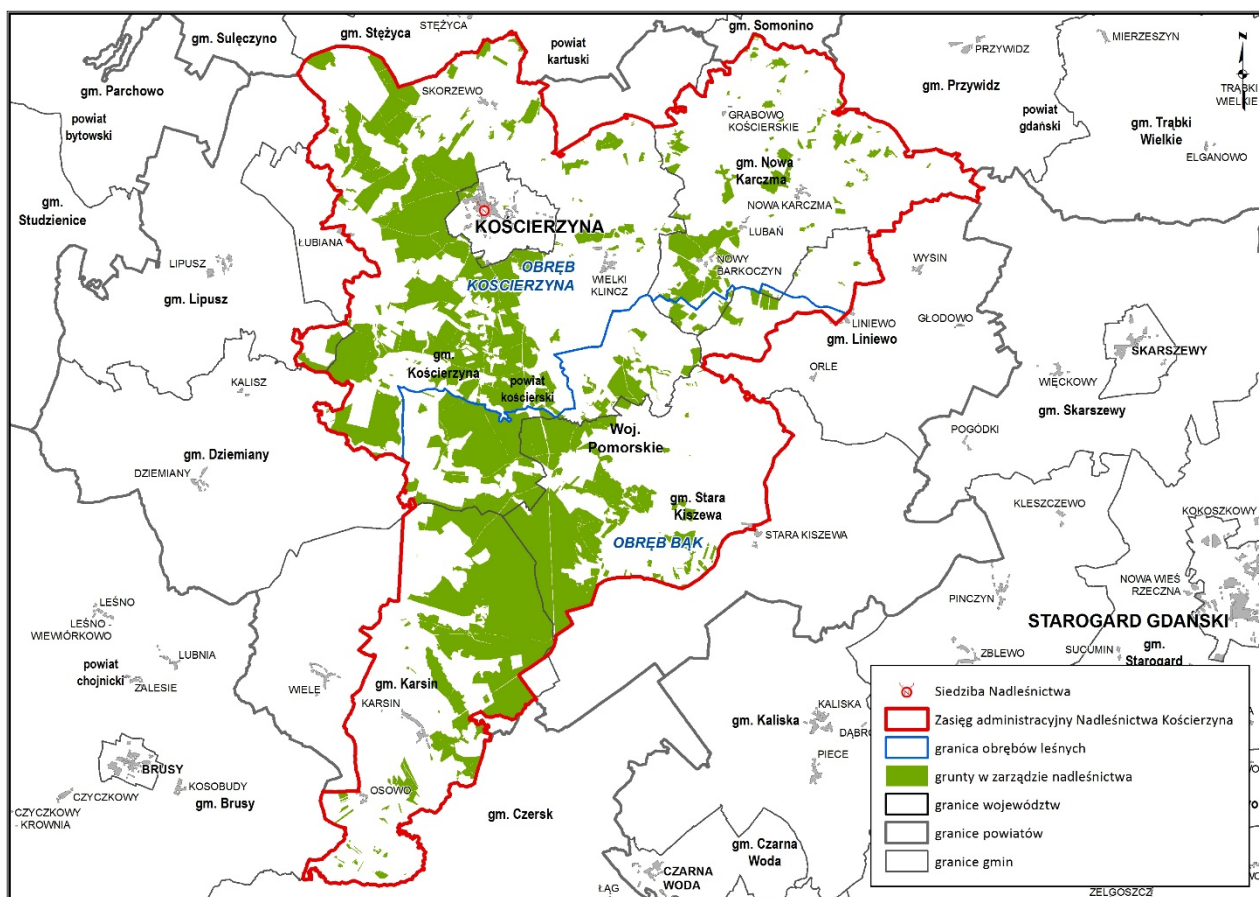 gm. Sulęczyno
gm. Stężyca
STĘŻYCA
powiat
kartuski
gm. Somonino
PRZYWIDZ
MIERZESZYN
N
gm. Parchowo
powiat
bytowski
SKORZEWO
gm. Przywidz
powiat
gdański
TRĄBKI
WIELKIE
gm. Trąbki
Wielkie
ELGANOWO
GRABOWO
KOŚCIERSKIE
gm. Nowa
Karczma
NOWA KARCZMA
gm.
Studzienice
KOŚCIERZYNA
LUBAŃ
ŁUBIANA
LIPUSZ
gm. Lipusz
OBRĘB
KOŚCIERZYNA
WIELKI
KLINCZ
NOWY
BARKOCZYN
WYSIN
GŁODOWO
LINIEWO
gm. Liniewo
SKARSZEWY
gm.
Kościerzyna
powiat
kościerski
ORLE
WIĘCKOWY
gm. Skarszewy
KALISZ
gm. Dziemiany
DZIEMIANY
Woj.
Pomorskie
POGÓDKI
gm. Stara
Kiszewa
OBRĘB BĄK
STARA KISZEWA
KLESZCZEWO
KOKOSZKOWY
LEŚNO
LEŚNO -
WIEWIÓRKOWO
powiat
chojnicki
LUBNIA
ZALESIE
PINCZYN
NOWA WIEŚ
RZECZNA
STAROGARD GDAŃSKI
ZBLEWO
SUCUMIN
gm.
Starogard
WIELE
gm. Karsin
KARSIN
gm. Kaliska
KALISKA
DĄBRO
PIECE
BRUSY
KOSOBUDY
gm. Brusy
CZYCZKOWY
CZYCZKOWY
- KROWNIA
OSOWO
gm. Czersk
gm. Czarna
Woda
CZARNA
WODA
ŁĄG
ZELGOSZCZ
Siedziba Nadleśnictwa
Zasięg administracyjny Nadleśnictwa Kościerzyna
granica obrębów leśnych
grunty w zarządzie nadleśnictwa
granice województw
granice powiatów
granice gmin